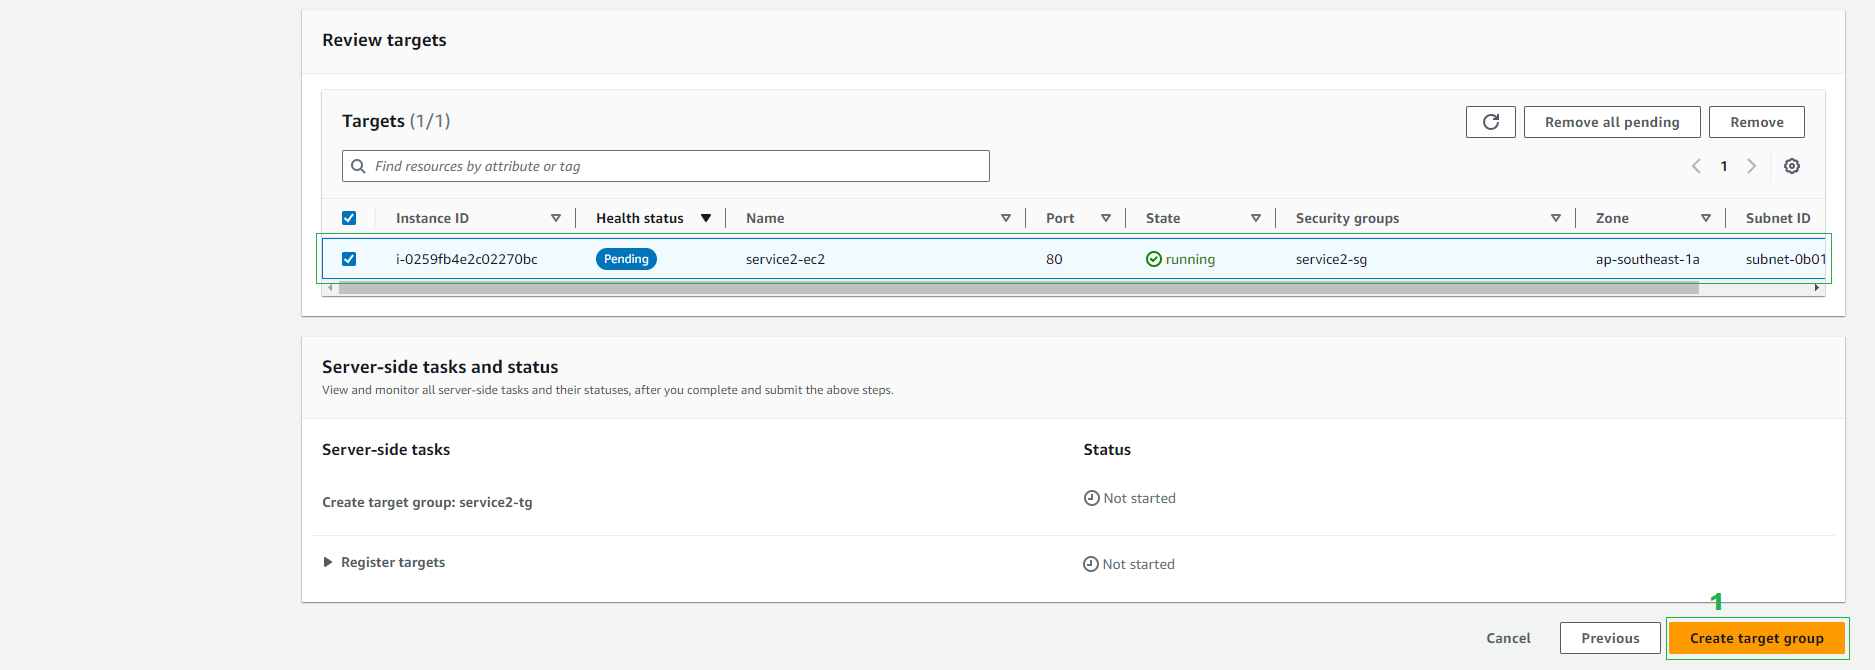 Review targets
Targets (1/1)
Remove all pending
Remove
Find resources by attribute or tag
1
Instance ID Health status Name Port State Security groups Zone Subnet ID
i-0259fb4e2c02270bc Pending service2-ec2 80 running service2-sg ap-southeast-1a subnet-0b01
Server-side tasks and status
View and monitor all server-side tasks and their statuses, after you complete and submit the above steps.
Server-side tasks Status
Create target group: service2-tg Not started
Register targets Not started
1
Cancel Previous Create target group